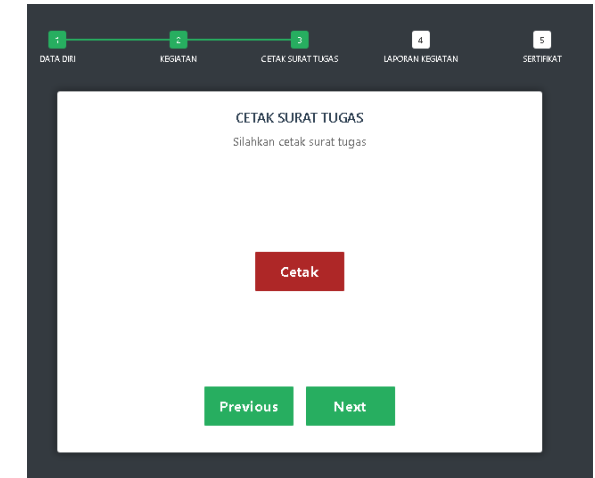 1 2 3 4 5
DATA DIRI KEGIATAN CETAK SURAT TUGAS LAPORAN KEGIATAN SERTIFIKAT
CETAK SURAT TUGAS
Silahkan cetak surat tugas
Cetak
Previous Next